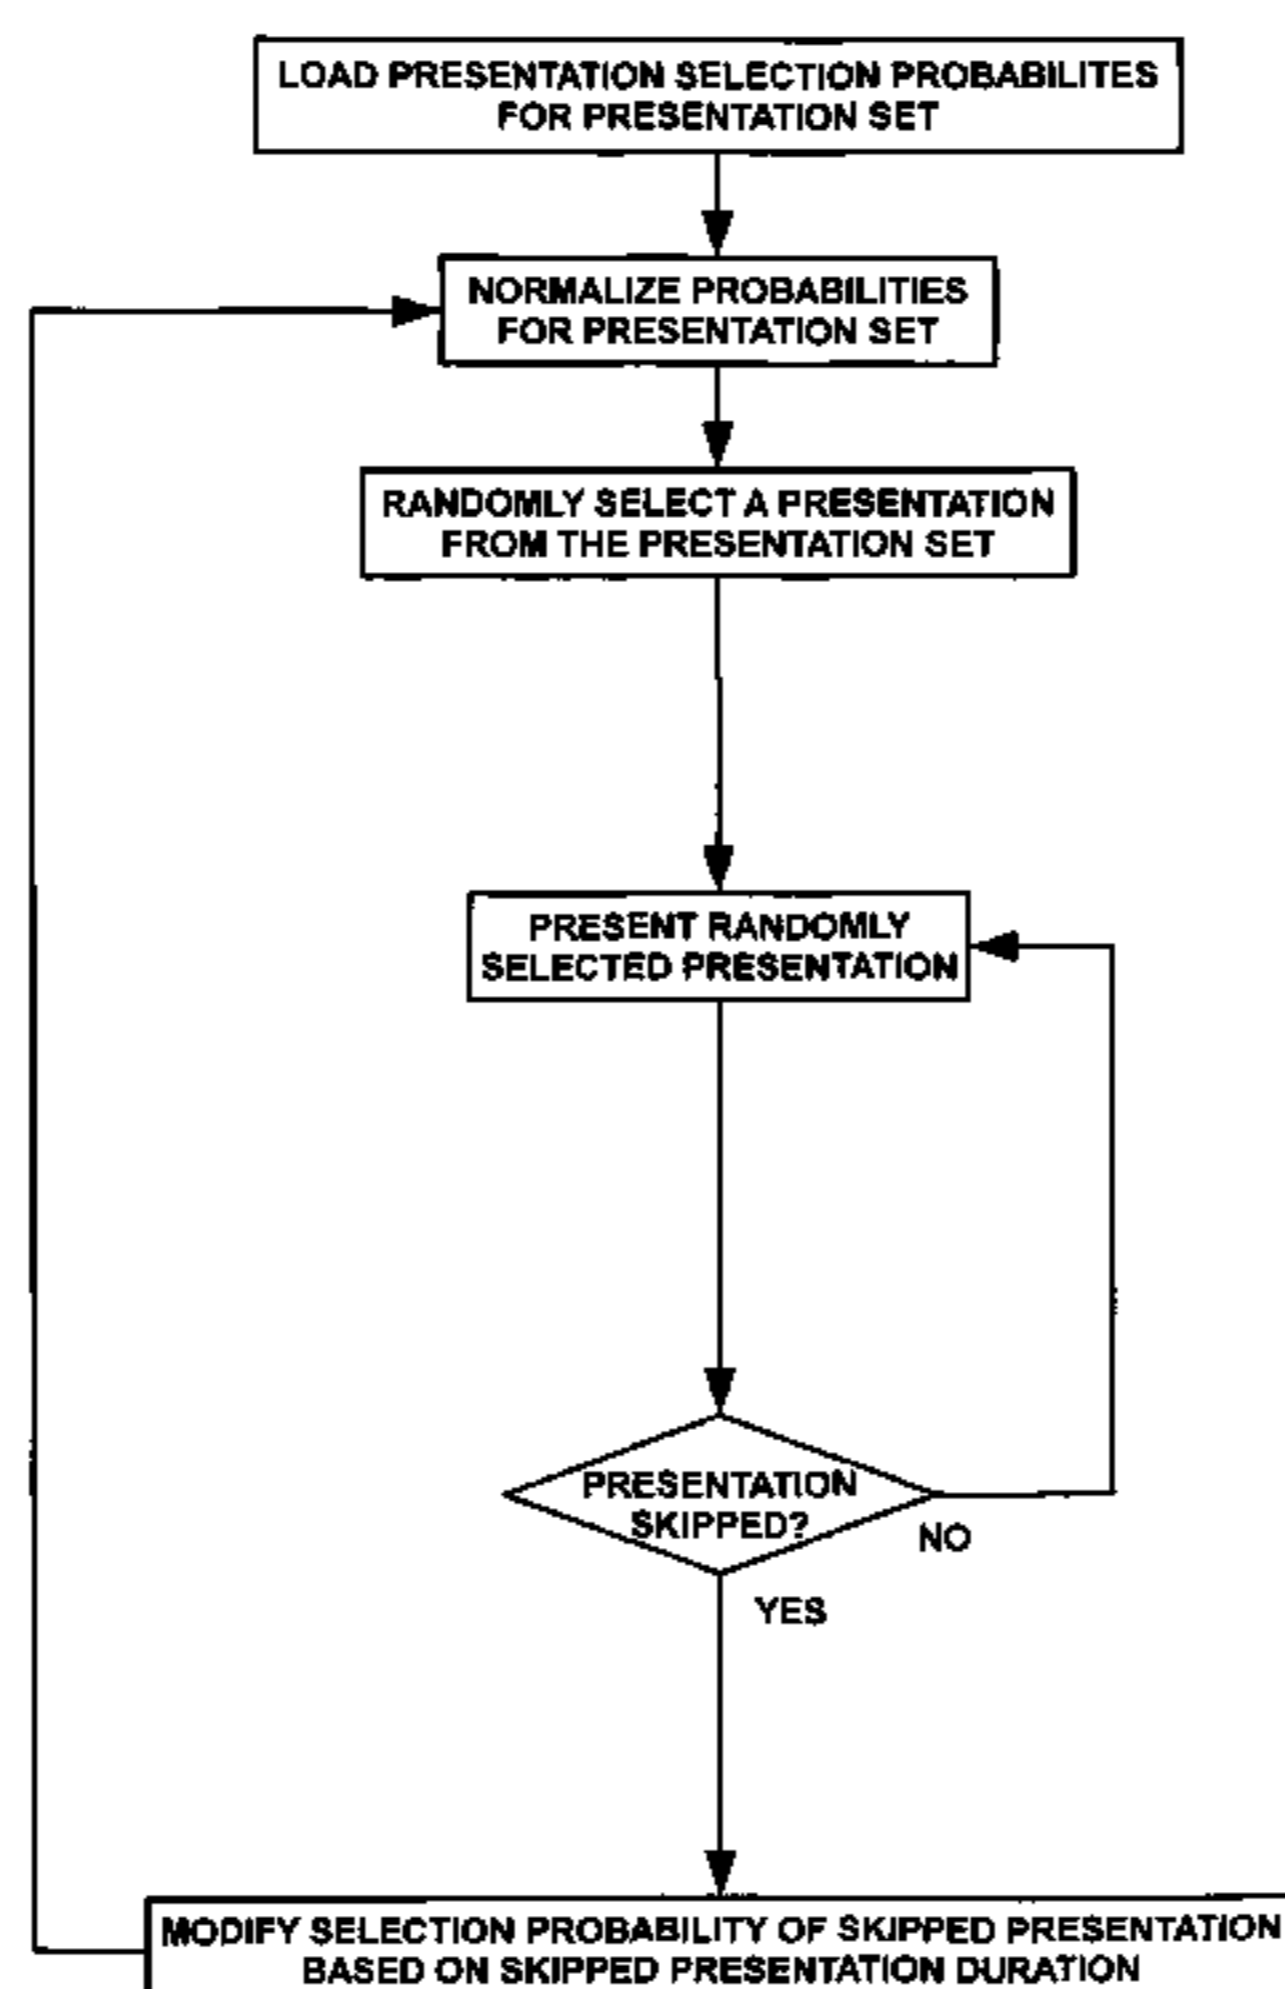 LOAD PRESENTATION SELECTION PROBABILITES
FOR PRESENTATION SET
NORMALIZE PROBABILITIES
FOR PRESENTATION SET
RANDOMLY SELECT A PRESENTATION
FROM THE PRESENTATION SET
PRESENT RANDOMLY
SELECTED PRESENTATION
PRESENTATION
SKIPPED?
NO
YES
MODIFY SELECTION PROBABILITY OF SKIPPED PRESENTATION
BASED ON SKIPPED PRESENTATION DURATION